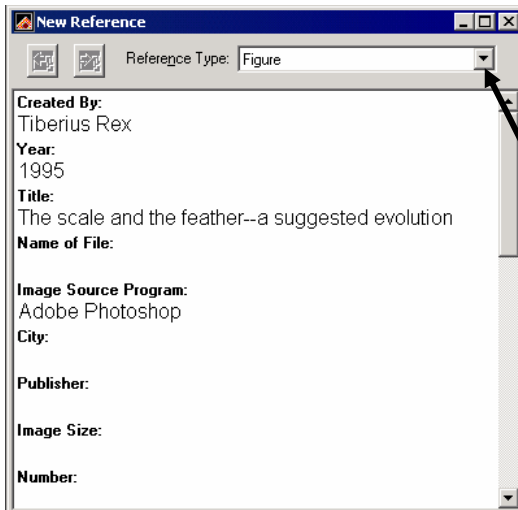 New Reference
Reference Type: Figure
Created By:
Tiberius Rex
Year:
1995
Title:
The scale and the feather--a suggested evolution
Name of File:
Image Source Program:
Adobe Photoshop
City:
Publisher:
Image Size:
Number: